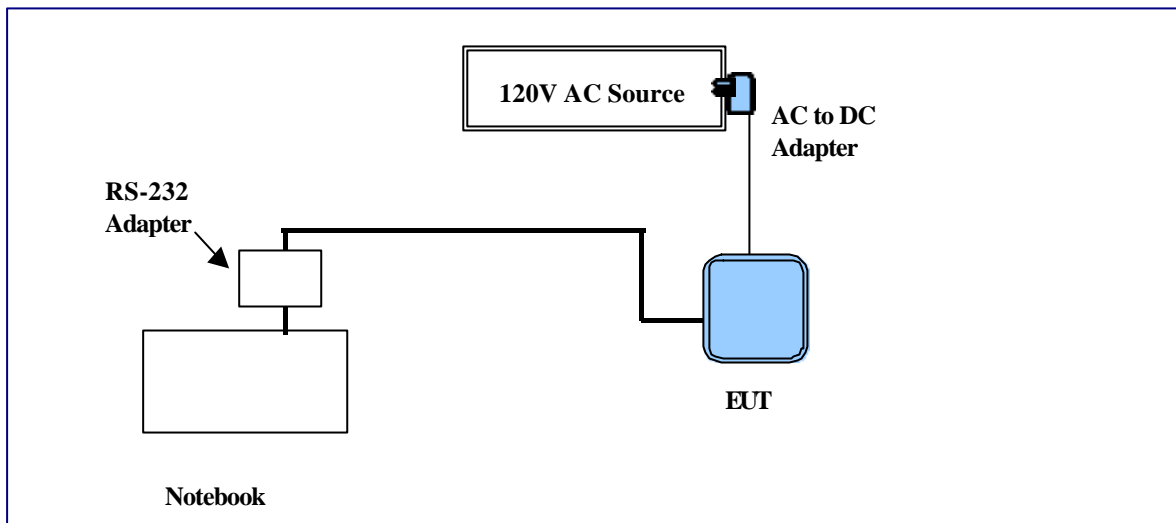 120V AC Source
AC to DC
Adapter
RS-232
Adapter
EUT
Notebook